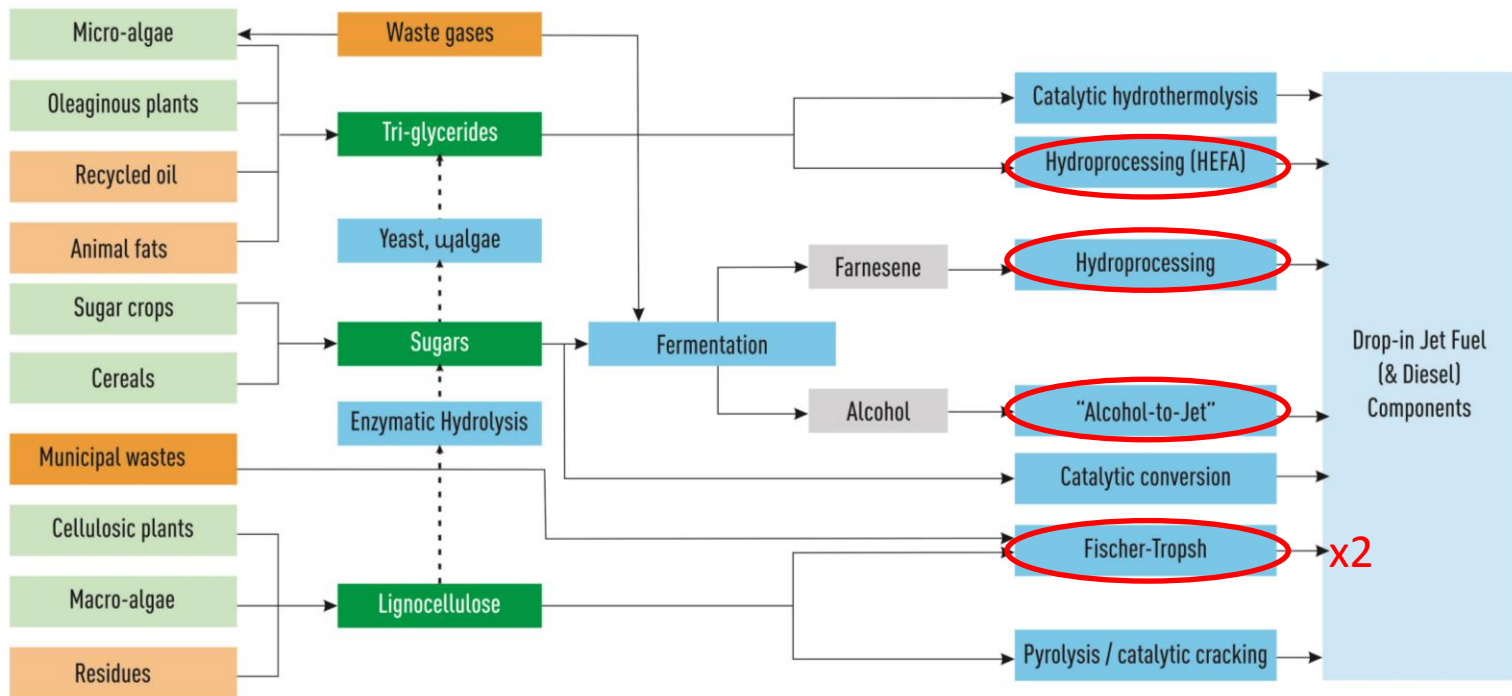 Micro-algae
Oleaginous plants
Recycled oil
Animal fats
Sugar crops
Cereals
Municipal wastes
Cellulosic plants
Macro-algae
Residues
Waste gases
Tri-glycerides
Yeast, ɰalgae
Sugars
Enzymatic Hydrolysis
Lignocellulose
Fermentation
Farnesene
Alcohol
Catalytic hydrothermolysis
Hydroprocessing (HEFA)
Hydroprocessing
"Alcohol-to-Jet"
Catalytic conversion
Fischer-Tropsh
Pyrolysis / catalytic cracking
x2
Drop-in Jet Fuel
(& Diesel)
Components